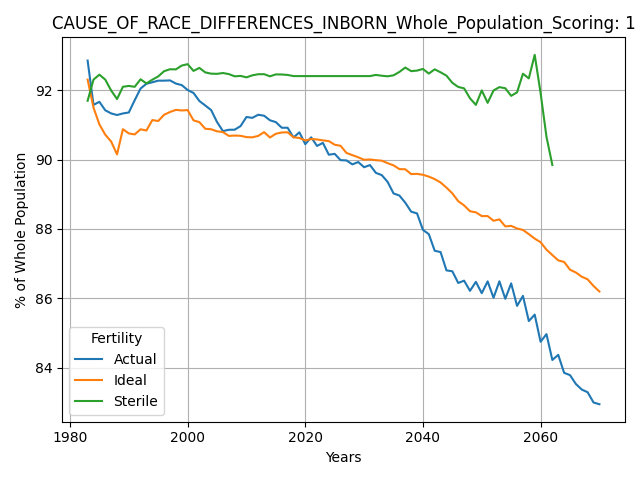 CAUSE_OF_RACE_DIFFERENCES_INBORN_Whole_Population_Scoring: 1
% of Whole Population
92
90
88
86
84
Fertility
Actual
Ideal
Sterile
1980
2000
2020
2040
2060
Years